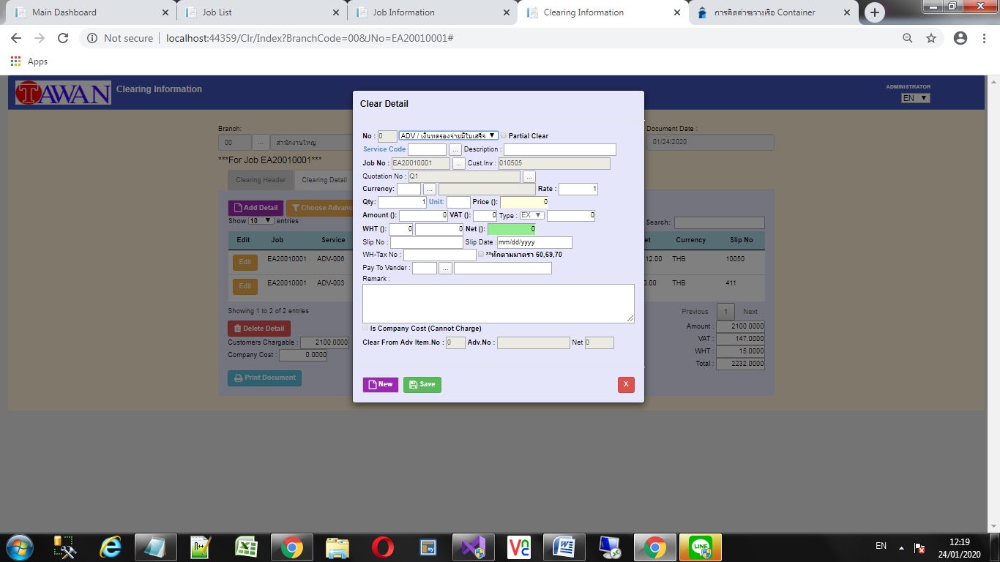 Main Dashboard
Job List
Job Information
Clearing Information
การติดค่าระวางเรือ Container
Not secure | localhost:44359/Clr/Index?BranchCode=00&JNo=EA20010001#
Apps
TAWAN
Clearing Information
ADMINISTRATOR
EN
Branch:
Document Date :
00 ... สำนักงานใหญ่
01/24/2020
***For Job EA20010001***
Clearing Header
Clearing Detail
Add Detail
Choose Advanc
Show 10 entries
Search:
Edit Job Service
et Currency Slip No
Edit EA20010001 ADV-006
12.00 THB 10050
Edit EA20010001 ADV-003
0.00 THB 411
Showing 1 to 2 of 2 entries
Previous 1 Next
Delete Detail
Customers Chargable : 2100.0000
Company Cost : 0.0000
Print Document
Amount : 2100.0000
VAT : 147.0000
WHT : 15.0000
Total : 2232.0000
Clear Detail
No : 0 ADV / เงินทดรองจ่ายมีใบเสร็จ Partial Clear
Service Code ... Description :
Job No : EA20010001 ... Cust.Inv : 010505
Quotation No : Q1 ...
Currency: ... Rate : 1
Qty: 1 Unit: Price (): 0
Amount (): 0 VAT (): 0 Type : EX 0
WHT (): 0 0 Net (): 0
Slip No : Slip Date : mm/dd/yyyy
WH-Tax No : **หักตามมาตรา 60,69,70
Pay To Vender : ...
Remark :
Is Company Cost (Cannot Charge)
Clear From Adv Item.No : 0 Adv.No : Net 0
New
Save
X
EN
12:19
24/01/2020